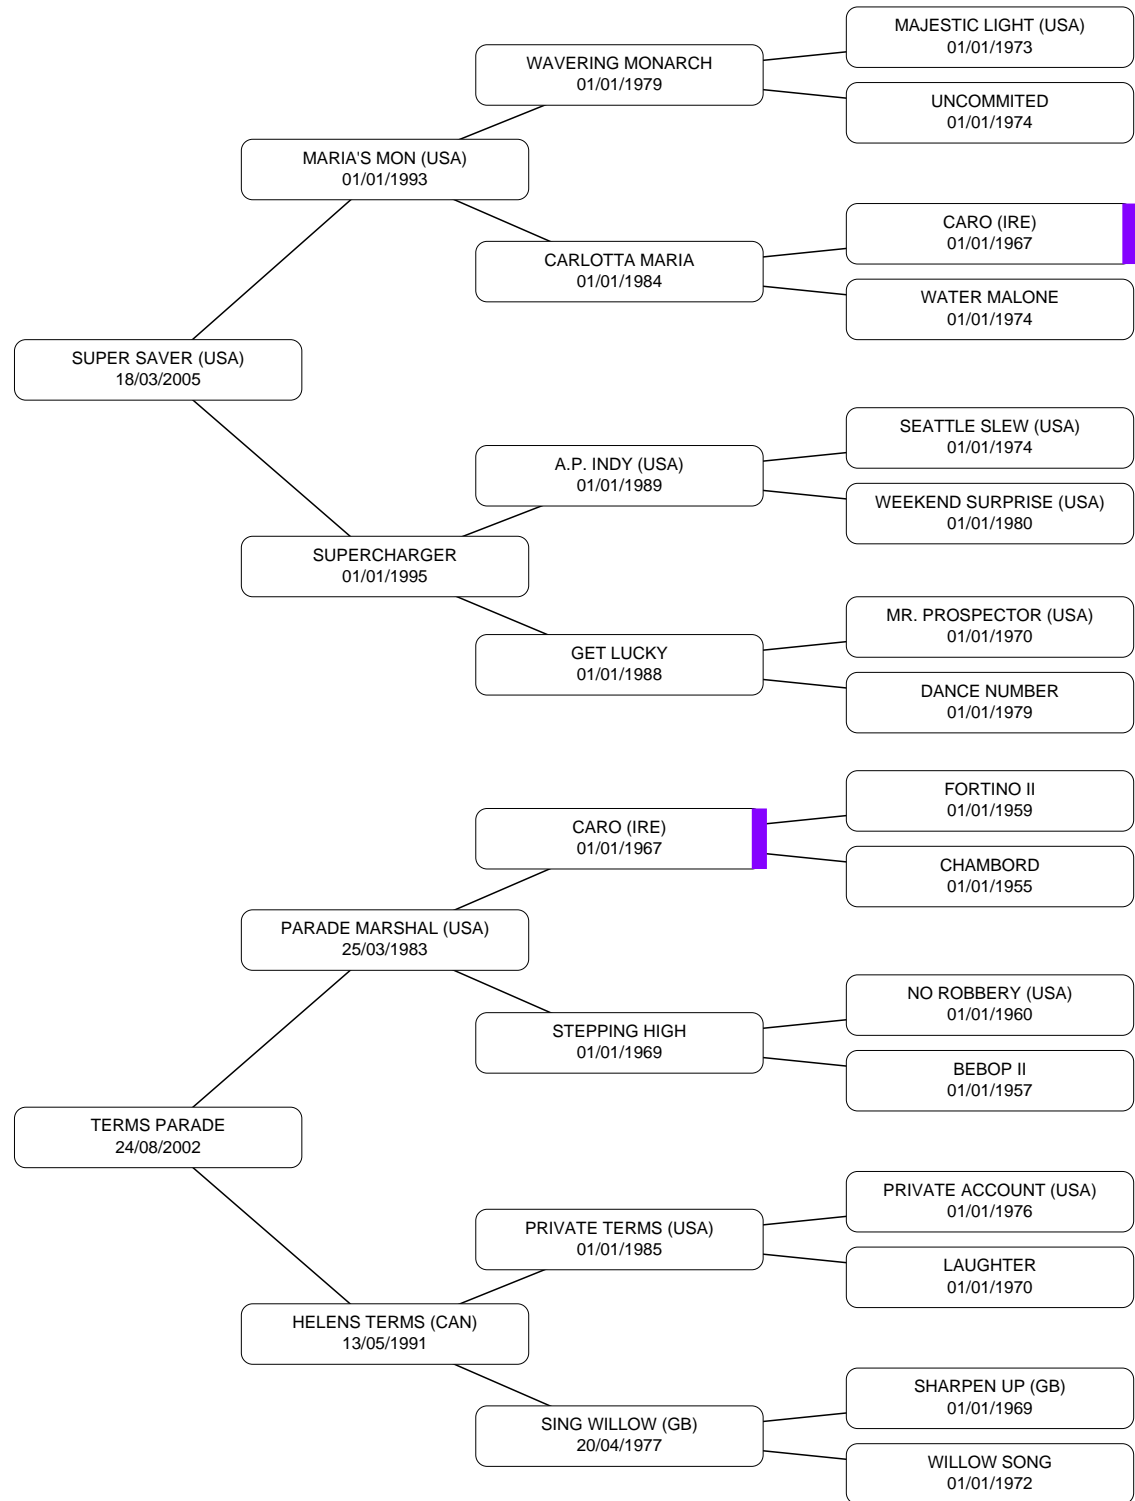 MAJESTIC LIGHT (USA)
01/01/1973
WAVERING MONARCH
01/01/1979
UNCOMMITED
01/01/1974
MARIA'S MON (USA)
01/01/1993
CARO (IRE)
01/01/1967
CARLOTTA MARIA
01/01/1984
WATER MALONE
01/01/1974
SUPER SAVER (USA)
18/03/2005
SEATTLE SLEW (USA)
01/01/1974
A.P. INDY (USA)
01/01/1989
WEEKEND SURPRISE (USA)
01/01/1980
SUPERCHARGER
01/01/1995
MR. PROSPECTOR (USA)
01/01/1970
GET LUCKY
01/01/1988
DANCE NUMBER
01/01/1979
FORTINO II
01/01/1959
CARO (IRE)
01/01/1967
CHAMBORD
01/01/1955
PARADE MARSHAL (USA)
25/03/1983
NO ROBBERY (USA)
01/01/1960
STEPPING HIGH
01/01/1969
BEBOP II
01/01/1957
TERMS PARADE
24/08/2002
PRIVATE ACCOUNT (USA)
01/01/1976
PRIVATE TERMS (USA)
01/01/1985
LAUGHTER
01/01/1970
HELENS TERMS (CAN)
13/05/1991
SHARPEN UP (GB)
01/01/1969
SING WILLOW (GB)
20/04/1977
WILLOW SONG
01/01/1972